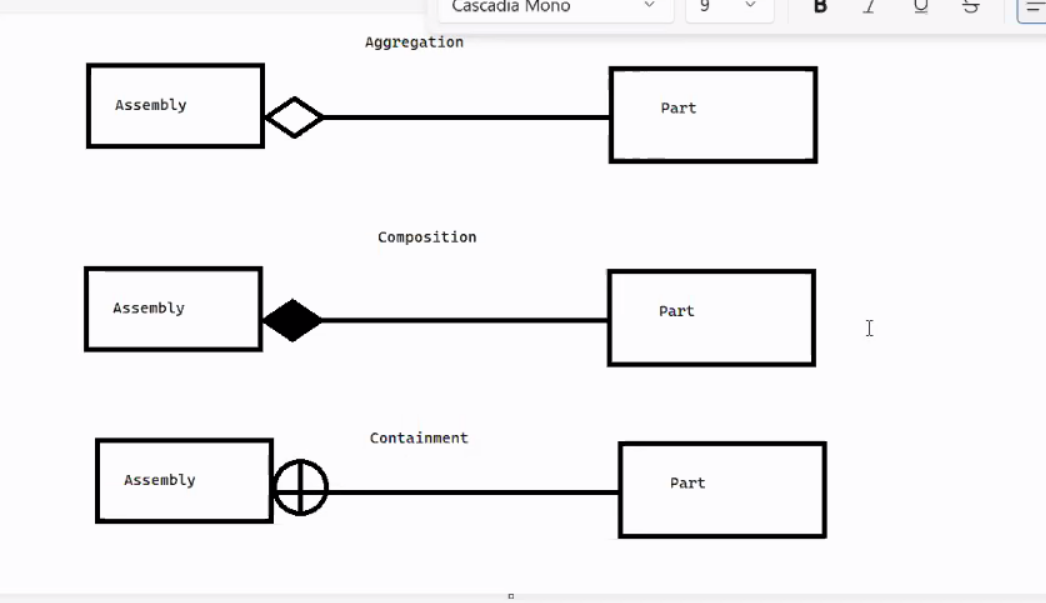 Cascadia Mono 9 B I U S
Aggregation
Assembly Part
Composition
Assembly Part
Containment
Assembly Part